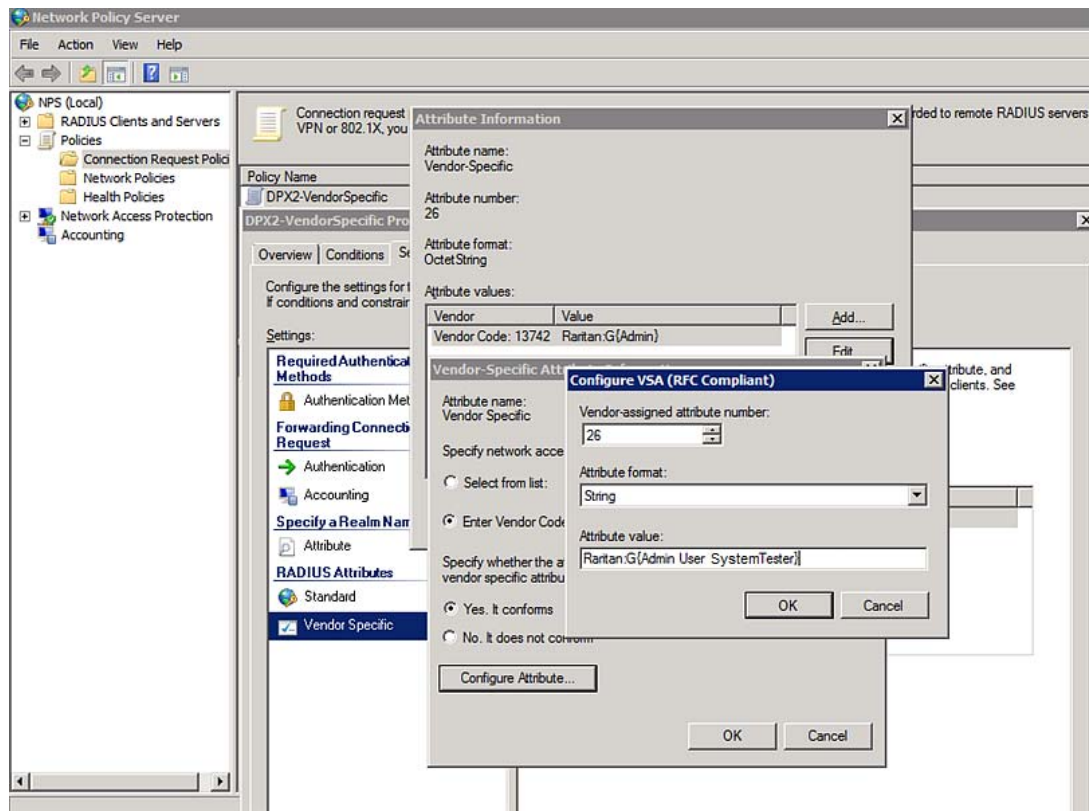 Network Policy Server
File Action View Help
NPS (Local)
RADIUS Clients and Servers
Policies
Connection Request Polici
Network Policies
Health Policies
Network Access Protection
Accounting
Connection request
VPN or 802.1X, you
rded to remote RADIUS servers
Policy Name
DPX2-VendorSpecific
DPX2-VendorSpecific Pro
Overview Conditions Se
Configure the settings for
If conditions and constrair
Settings:
Required Authenticat
Methods
Authentication Met
Forwarding Connecti
Request
Authentication
Accounting
Specify a Realm Nam
Attribute
RADIUS Attributes
Standard
Vendor Specific
Attribute Information
Attribute name:
Vendor-Specific
Attribute number:
26
Attribute format:
OctetString
Attribute values:
Vendor Value
Vendor Code: 13742 Raritan:G{Admin}
Add...
Edit
tribute, and
clients. See
Vendor-Specific Att
Attribute name:
Vendor Specific
Specify network acce
Select from list:
Enter Vendor Code
Specify whether the a
vendor specific attribu
Yes. It conforms
No. It does not conform
Configure Attribute...
OK Cancel
Configure VSA (RFC Compliant)
Vendor-assigned attribute number:
26
Attribute format:
String
Attribute value:
Raritan:G{Admin User SystemTester}
OK Cancel